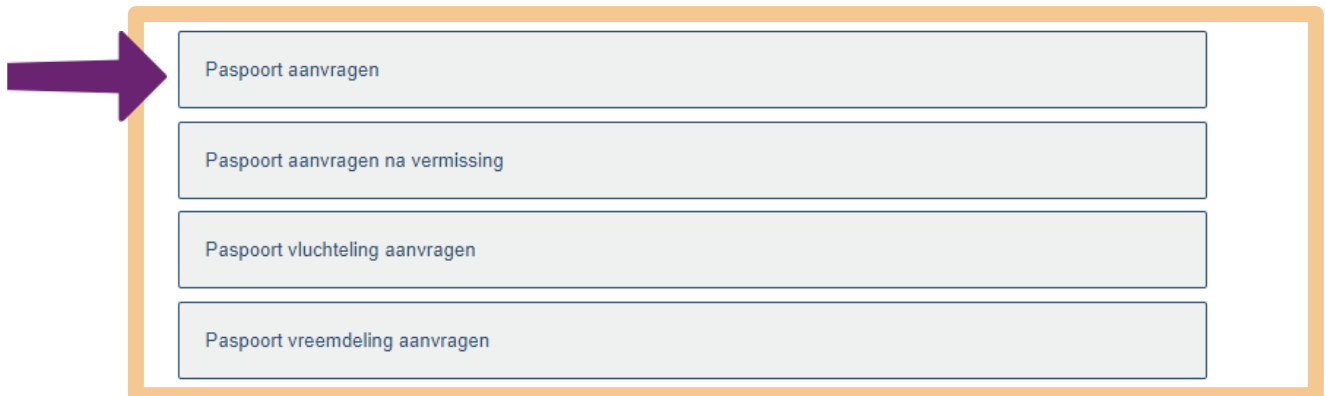 Paspoort aanvragen
Paspoort aanvragen na vermissing
Paspoort vluchteling aanvragen
Paspoort vreemdeling aanvragen